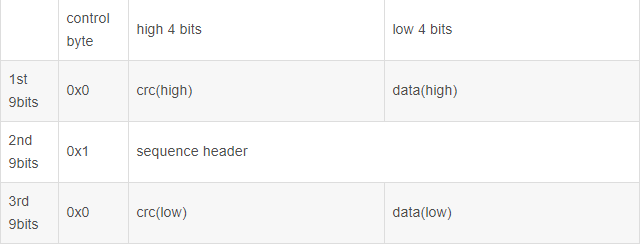 control byte high 4 bits low 4 bits
1st 9bits 0x0 crc(high) data(high)
2nd 9bits 0x1 sequence header
3rd 9bits 0x0 crc(low) data(low)